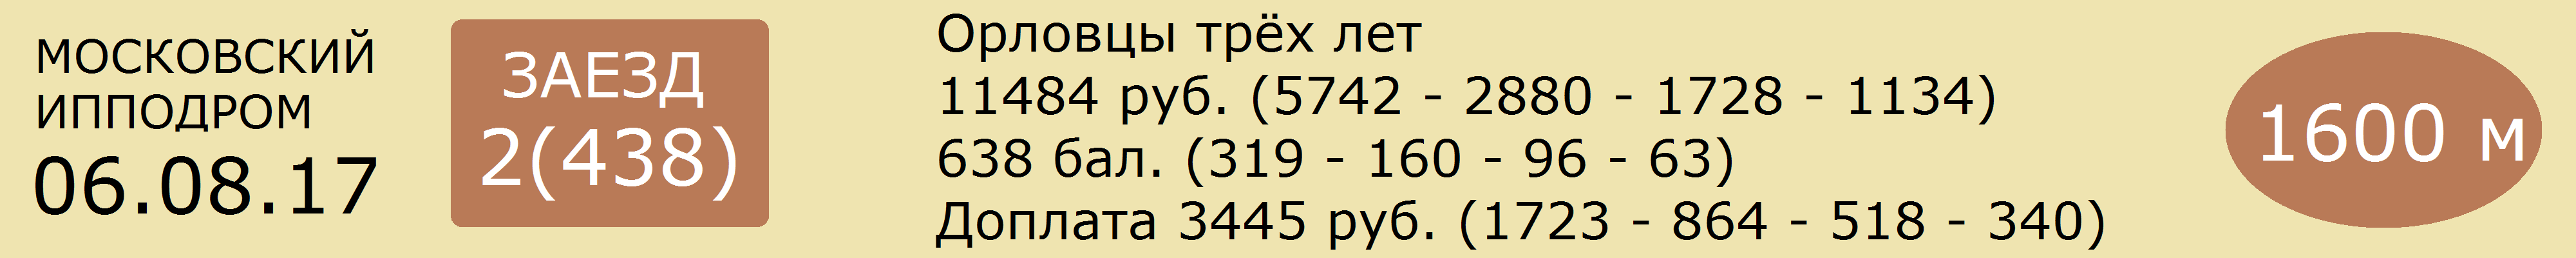 МОСКОВСКИЙ
ИППОДРОМ
06.08.17
ЗАЕЗД
2(438)
Орловцы трёх лет
11484 руб. (5742 - 2880 - 1728 - 1134)
638 бал. (319 - 160 - 96 - 63)
Доплата 3445 руб. (1723 - 864 - 518 - 340)
1600 м